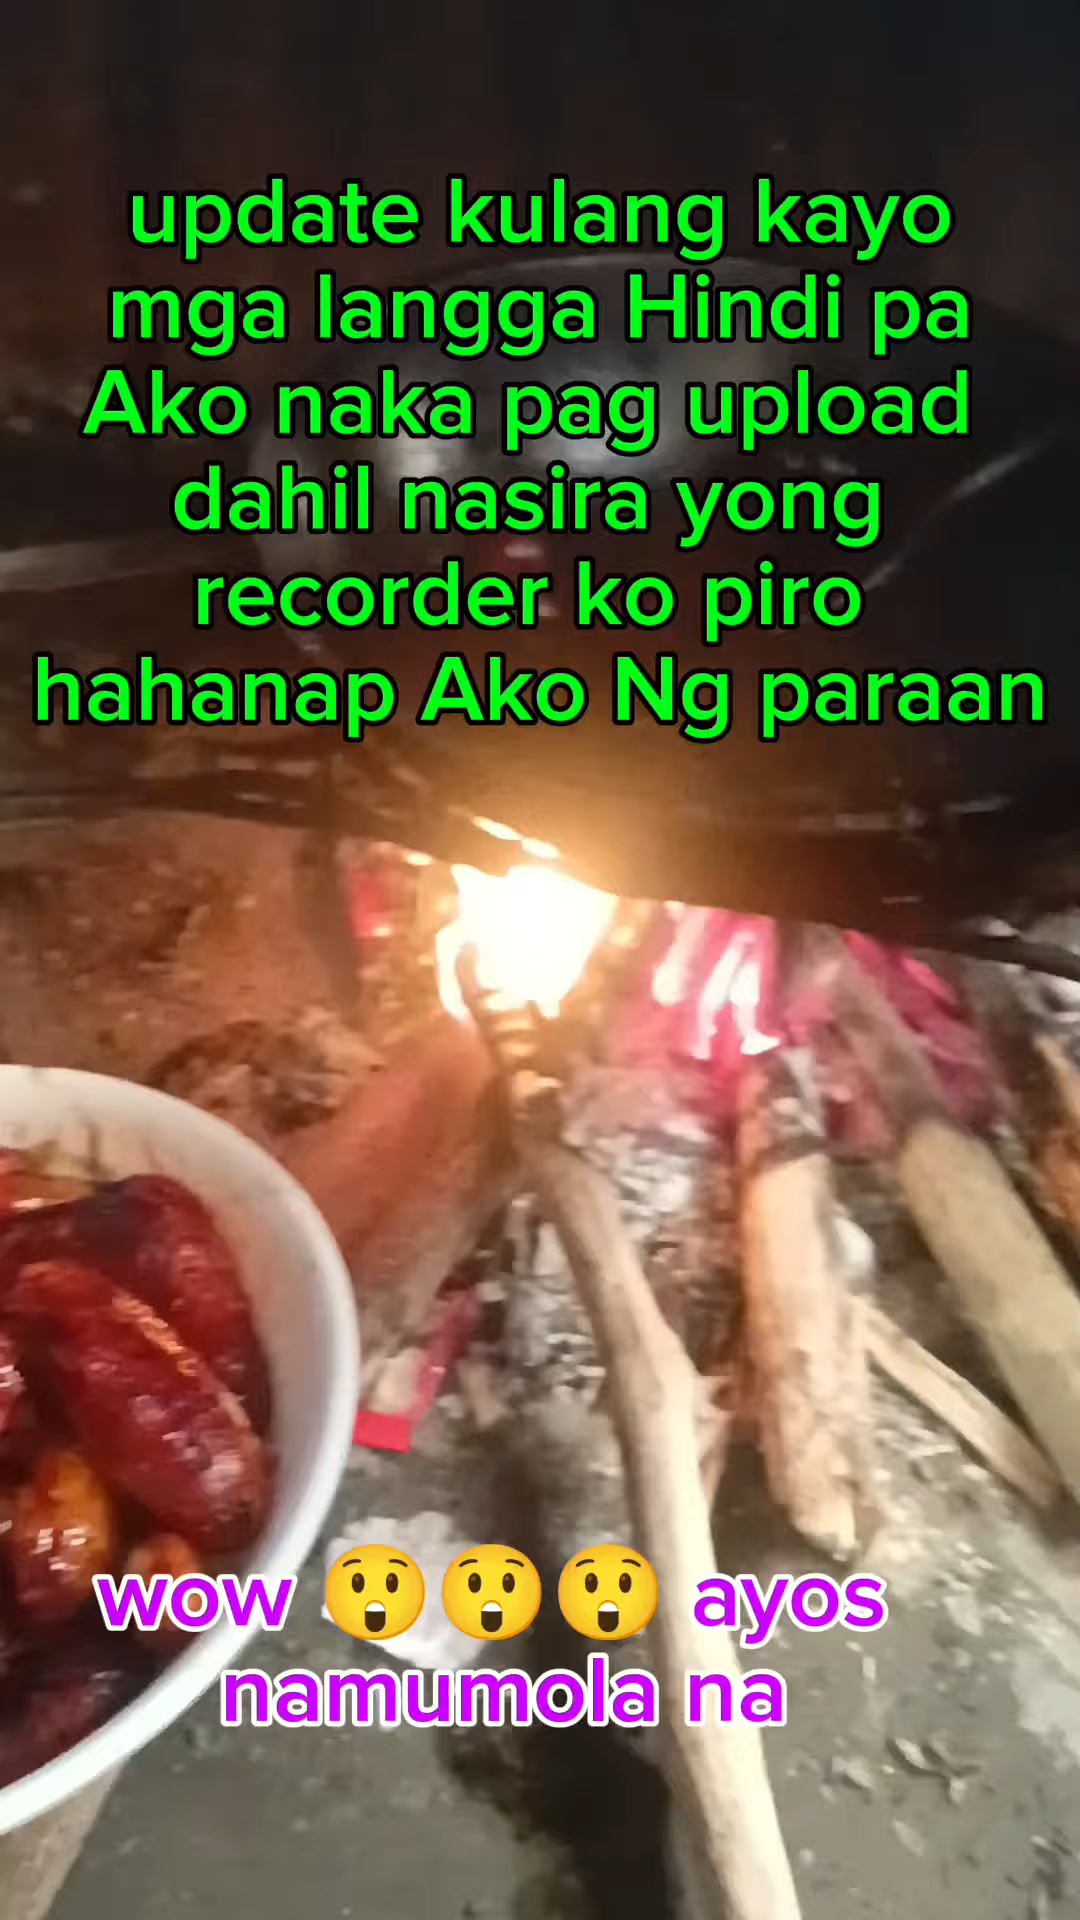 update kulang kayo
mga langga Hindi pa
Ako naka pag upload
dahil nasira yong
recorder ko piro
hahanap Ako Ng paraan
wow 😲😲😲 ayos
namumola na